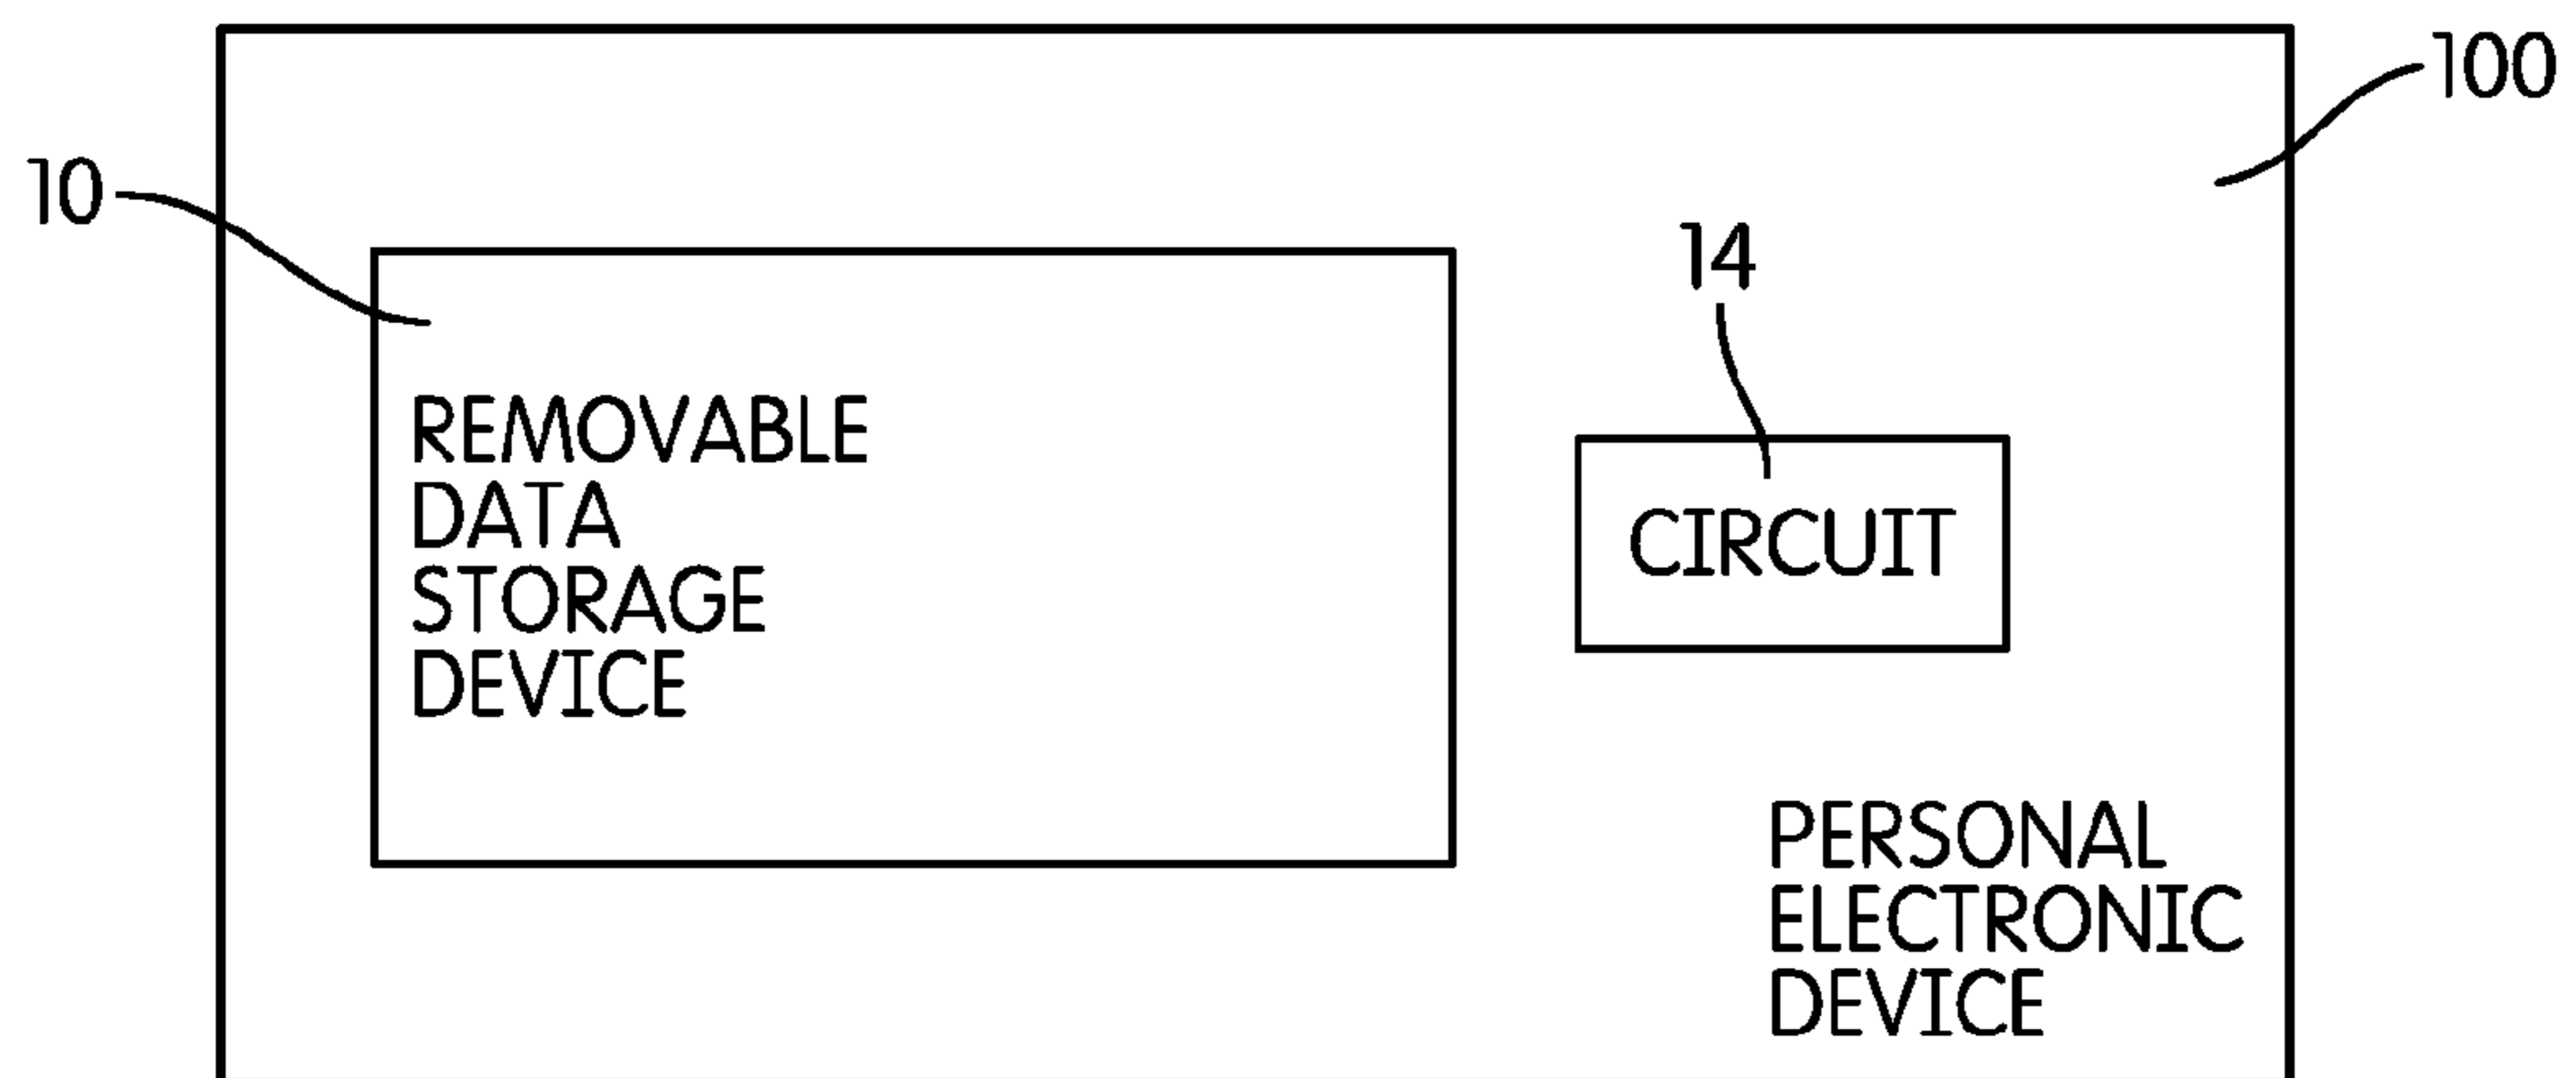 100
10
14
REMOVABLE
DATA
STORAGE
DEVICE
CIRCUIT
PERSONAL
ELECTRONIC
DEVICE